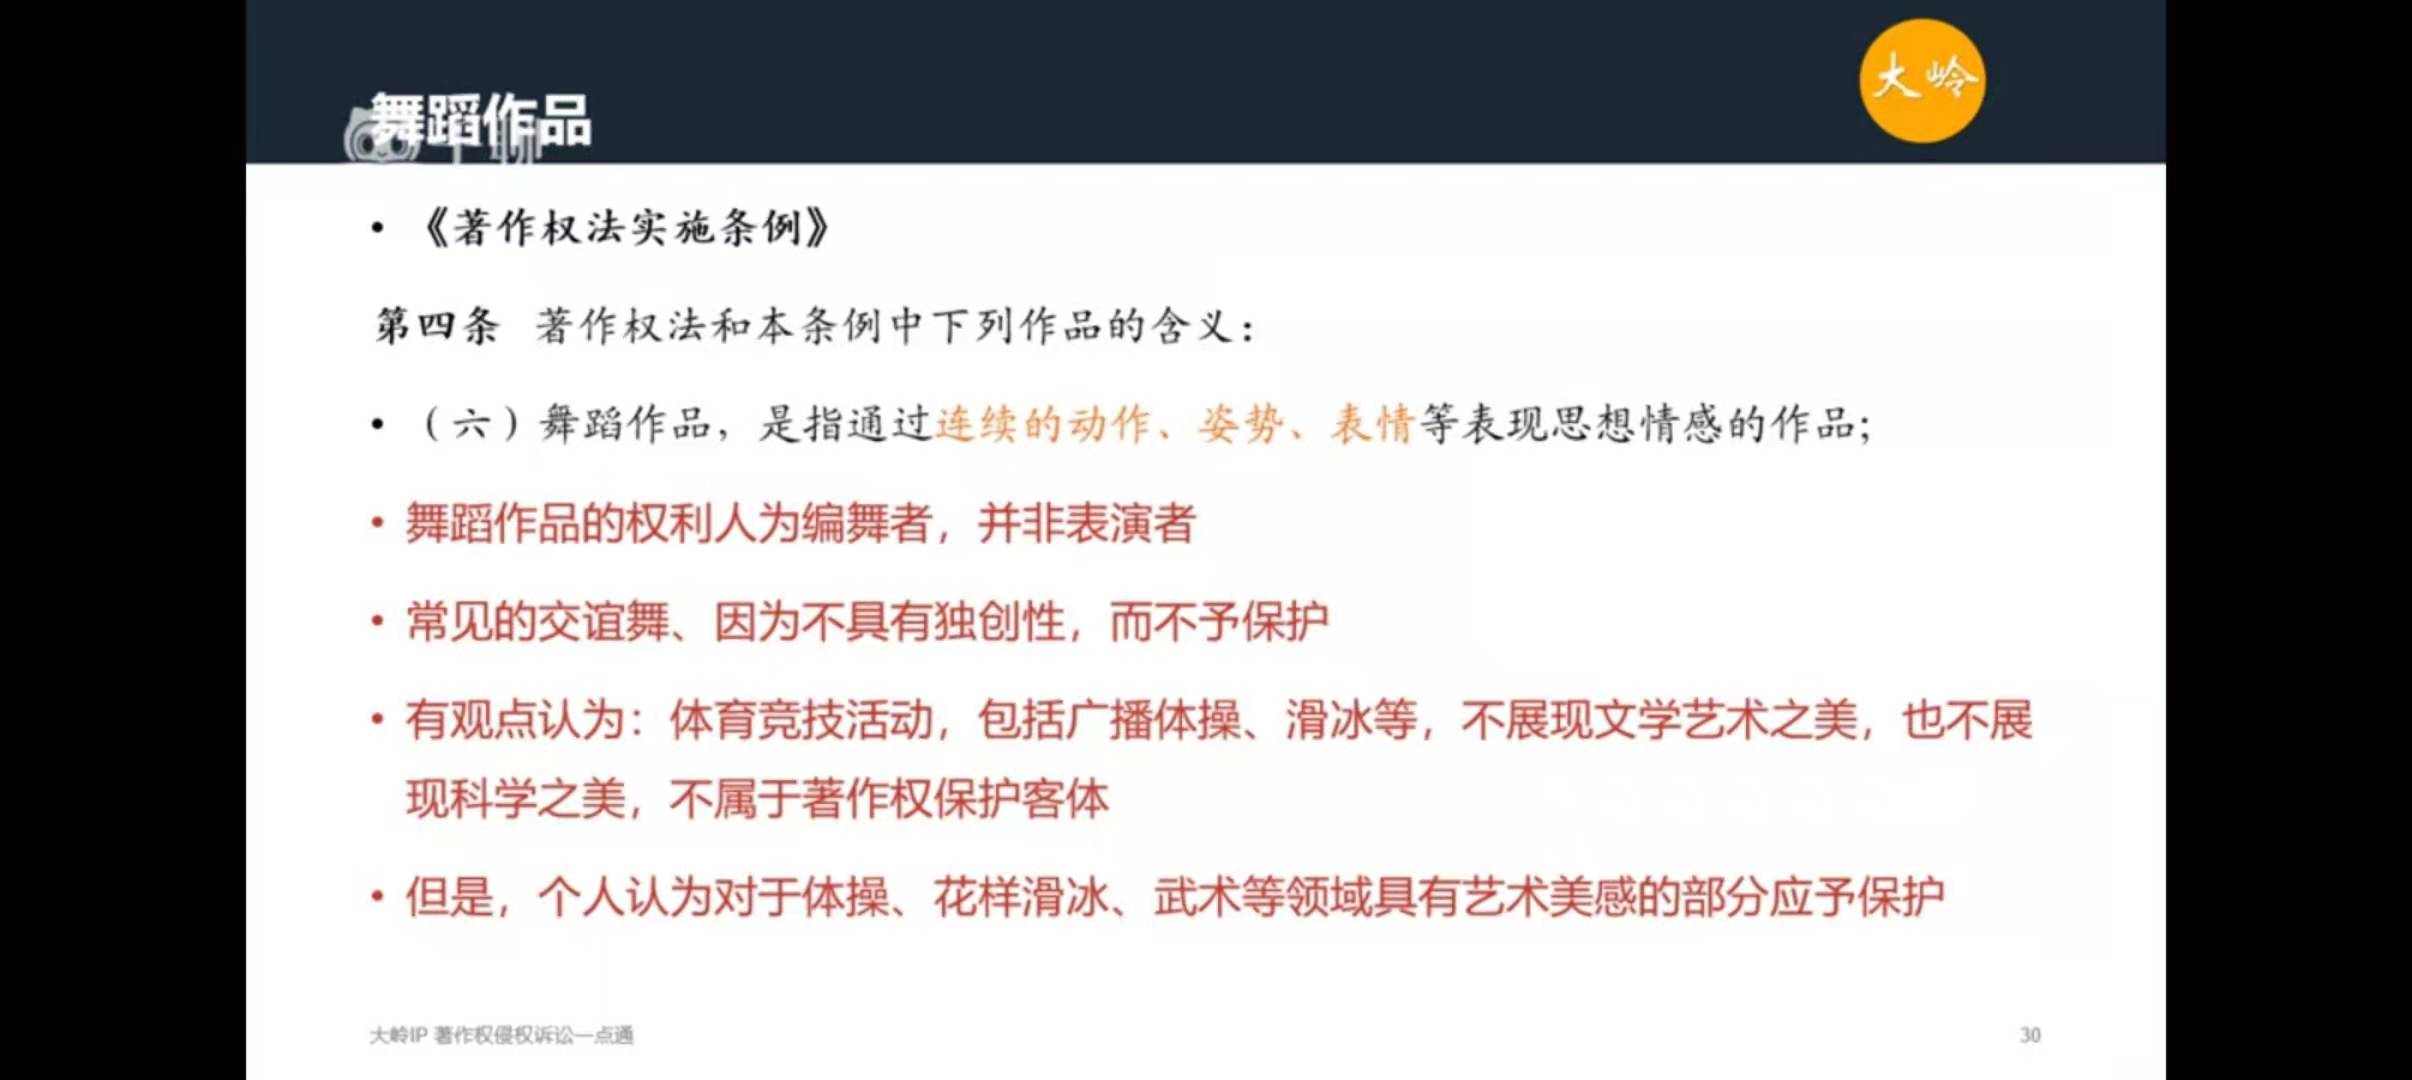 大岭
舞蹈作品
• 《著作权法实施条例》
第四条 著作权法和本条例中下列作品的含义：
• （六）舞蹈作品，是指通过连续的动作、姿势、表情等表现思想情感的作品；
• 舞蹈作品的权利人为编舞者，并非表演者
• 常见的交谊舞、因为不具有独创性，而不予保护
• 有观点认为：体育竞技活动，包括广播体操、滑冰等，不展现文学艺术之美，也不展
现科学之美，不属于著作权保护客体
• 但是，个人认为对于体操、花样滑冰、武术等领域具有艺术美感的部分应予保护
大岭IP 著作权侵权诉讼一点通
30